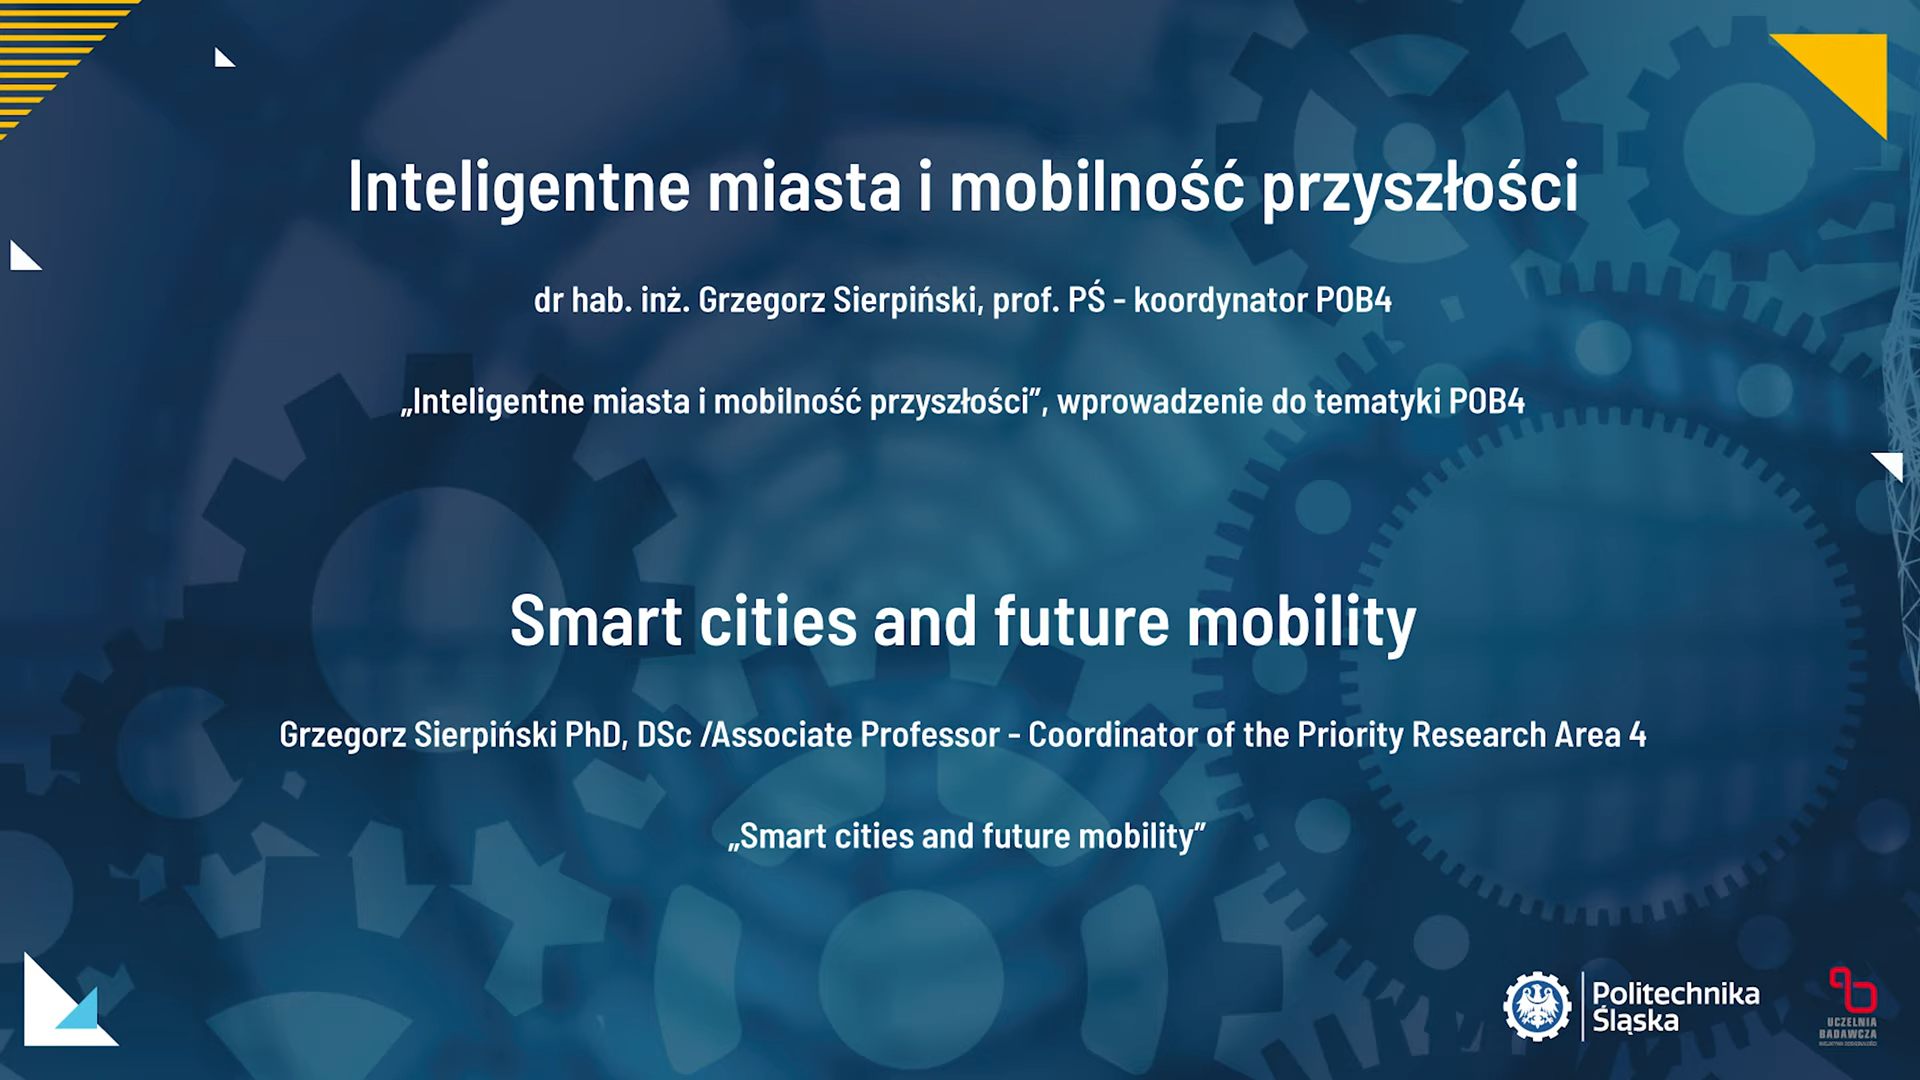 Inteligentne miasta i mobilność przyszłości
dr hab. inż. Grzegorz Sierpiński, prof. PŚ - koordynator POB4
„Inteligentne miasta i mobilność przyszłości”, wprowadzenie do tematyki POB4
Smart cities and future mobility
Grzegorz Sierpiński PhD, DSc /Associate Professor - Coordinator of the Priority Research Area 4
„Smart cities and future mobility”
Politechnika
Śląska
UCZELNIA
BADAWCZA